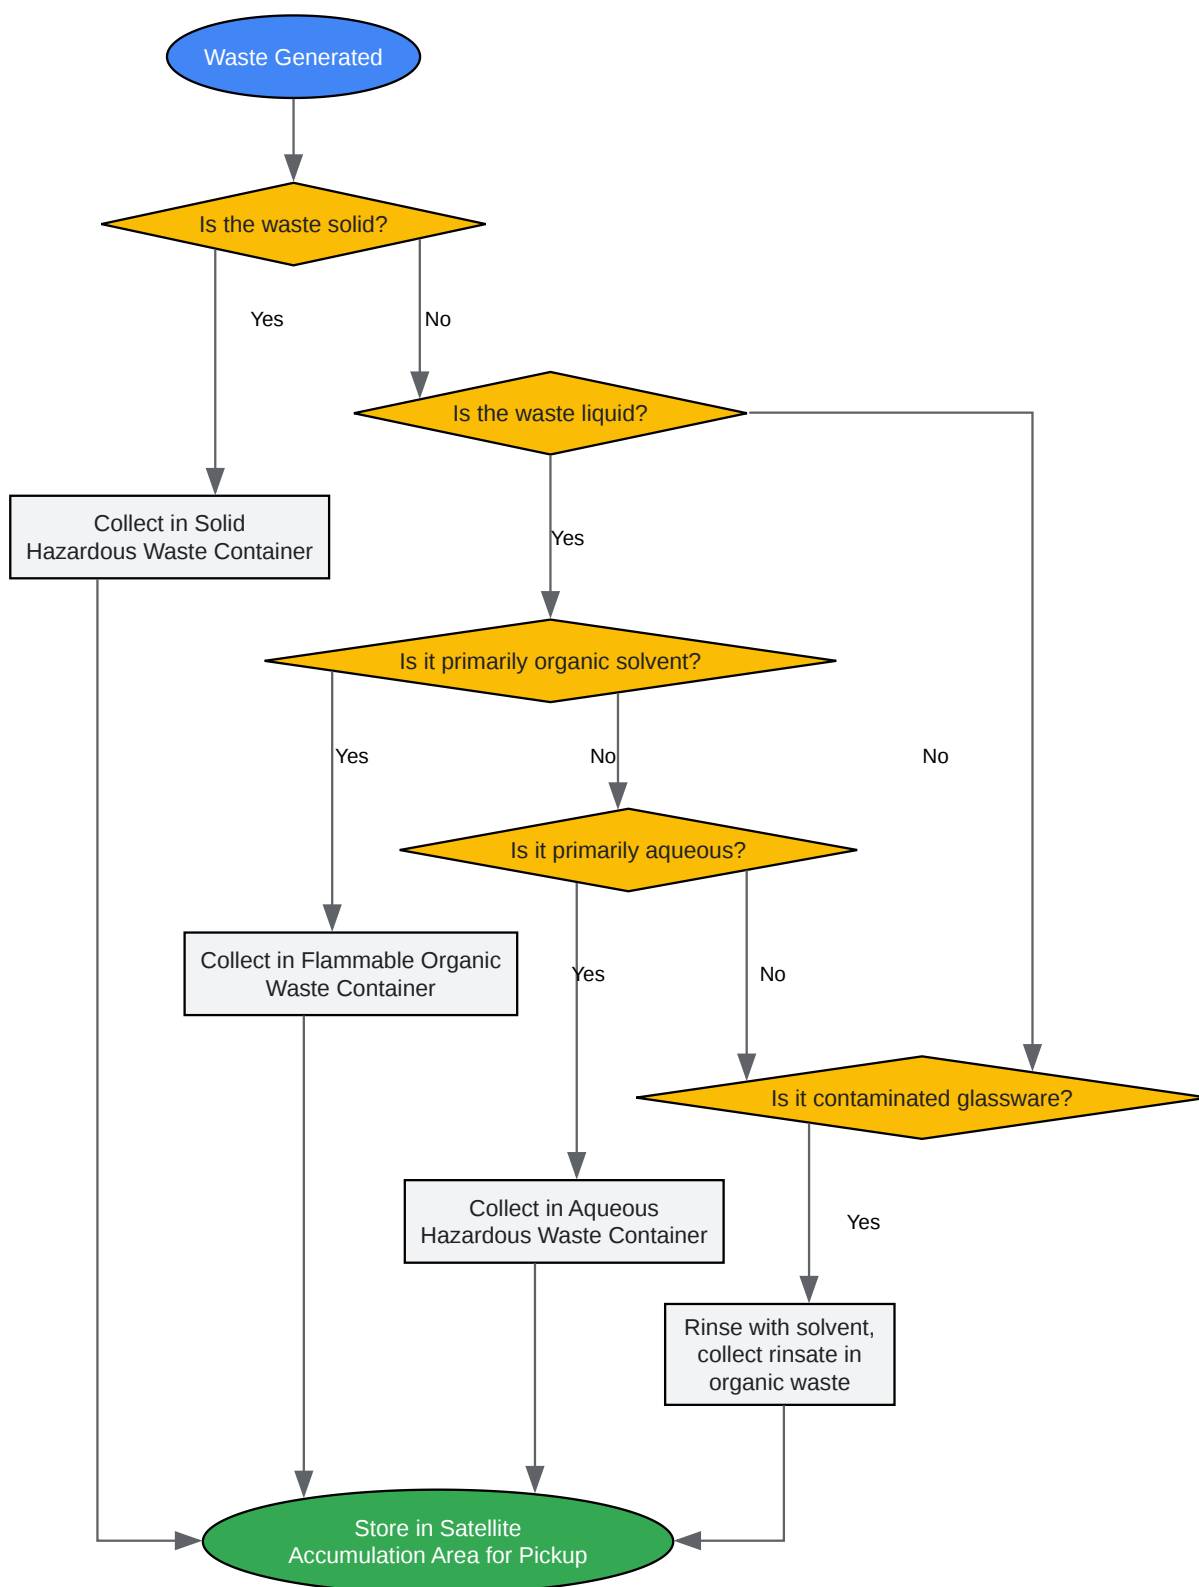 Waste Generated
Is the waste solid?
Yes
No
Is the waste liquid?
Collect in Solid
Hazardous Waste Container
Yes
Is it primarily organic solvent?
Yes
No
No
Is it primarily aqueous?
Collect in Flammable Organic
Waste Container
Yes
No
Is it contaminated glassware?
Collect in Aqueous
Hazardous Waste Container
Yes
Rinse with solvent,
collect rinsate in
organic waste
Store in Satellite
Accumulation Area for Pickup